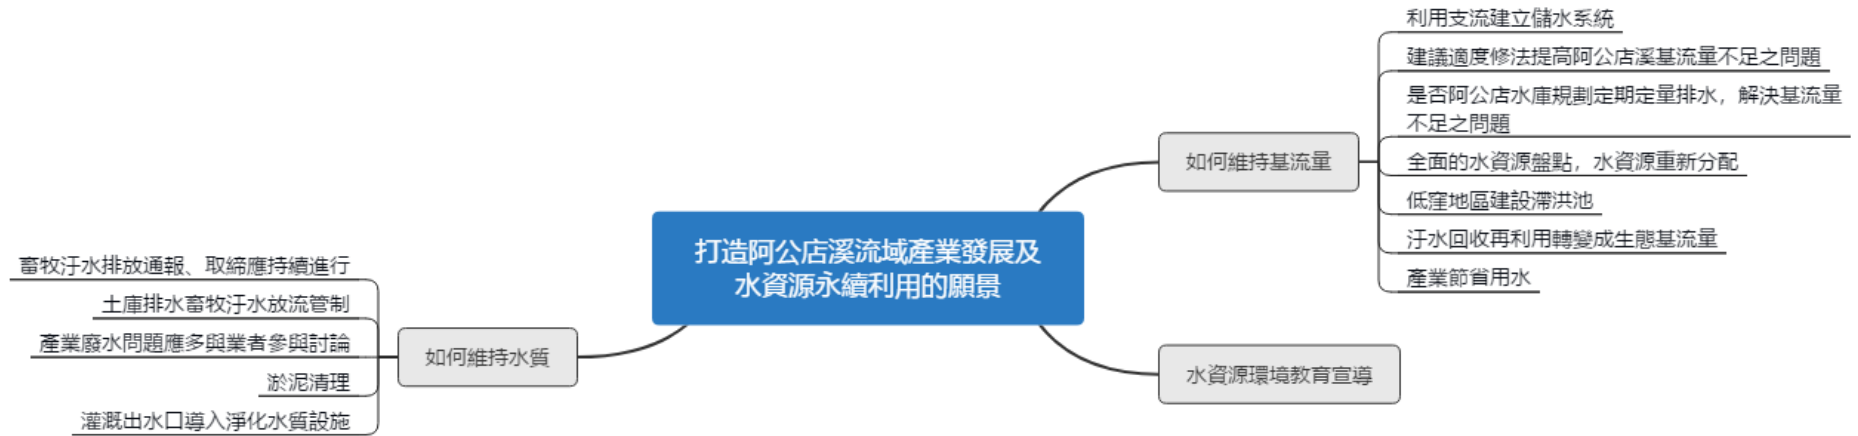 打造阿公店溪流域產業發展及
水資源永續利用的願景
如何維持基流量
利用支流建立儲水系統
建議適度修法提高阿公店溪基流量不足之問題
是否阿公店水庫規劃定期定量排水，解決基流量
不足之問題
全面的水資源盤點，水資源重新分配
低窪地區建設滯洪池
汙水回收再利用轉變成生態基流量
產業節省用水
水資源環境教育宣導
如何維持水質
畜牧汙水排放通報、取締應持續進行
土庫排水畜牧汙水放流管制
產業廢水問題應多與業者參與討論
淤泥清理
灌溉出水口導入淨化水質設施